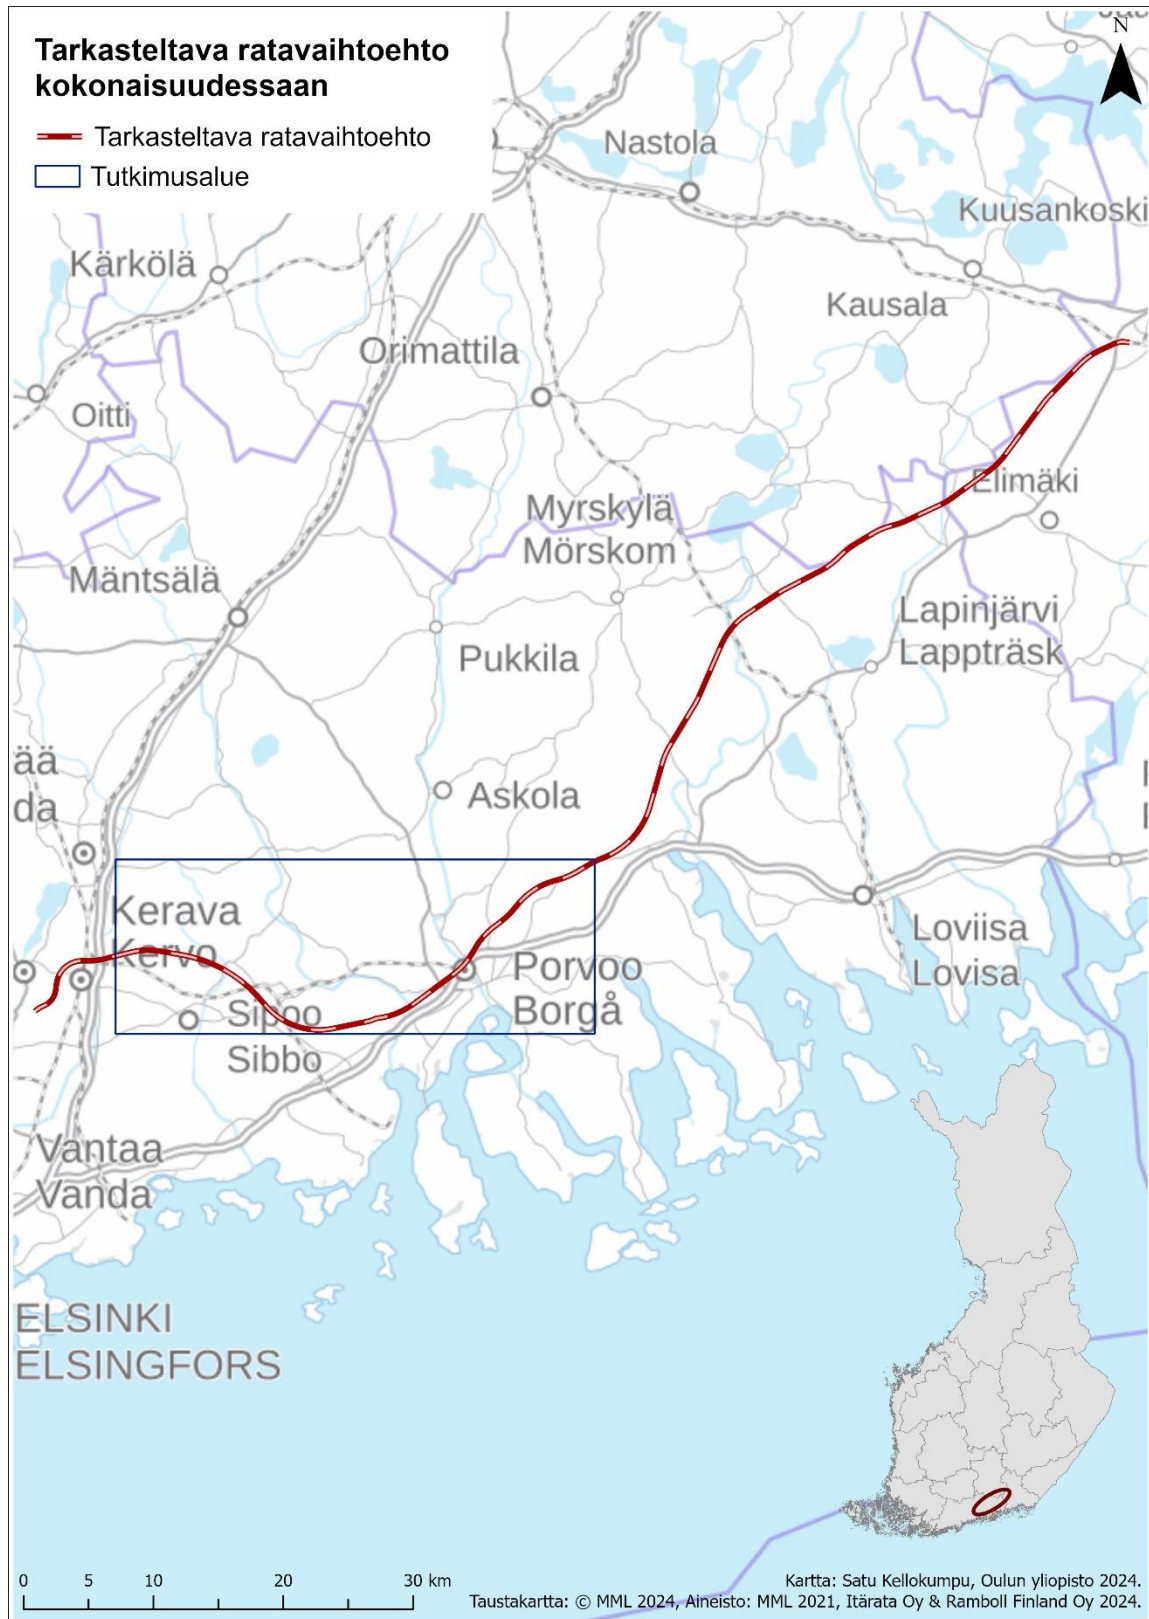 Tarkasteltava ratavaihtoehto
kokonaisuudessaan
Tarkasteltava ratavaihtoehto
Tutkimusalue
N
Nastola
Kuusankoski
Kärkölä
Kausala
Orimattila
Oitti
Elimäki
Myrskylä
Mörskom
Mäntsälä
Lapinjärvi
Lappträsk
Pukkila
ää
da
Askola
Kerava
Kervo
Loviisa
Lovisa
Porvoo
Borgå
Sipoo
Sibbo
Vantaa
Vanda
ELSINKI
ELSINGFORS
0 5 10 20 30 km
Kartta: Satu Kellokumpu, Oulun yliopisto 2024.
Taustakartta: © MML 2024, Aineisto: MML 2021, Itärata Oy & Ramboll Finland Oy 2024.